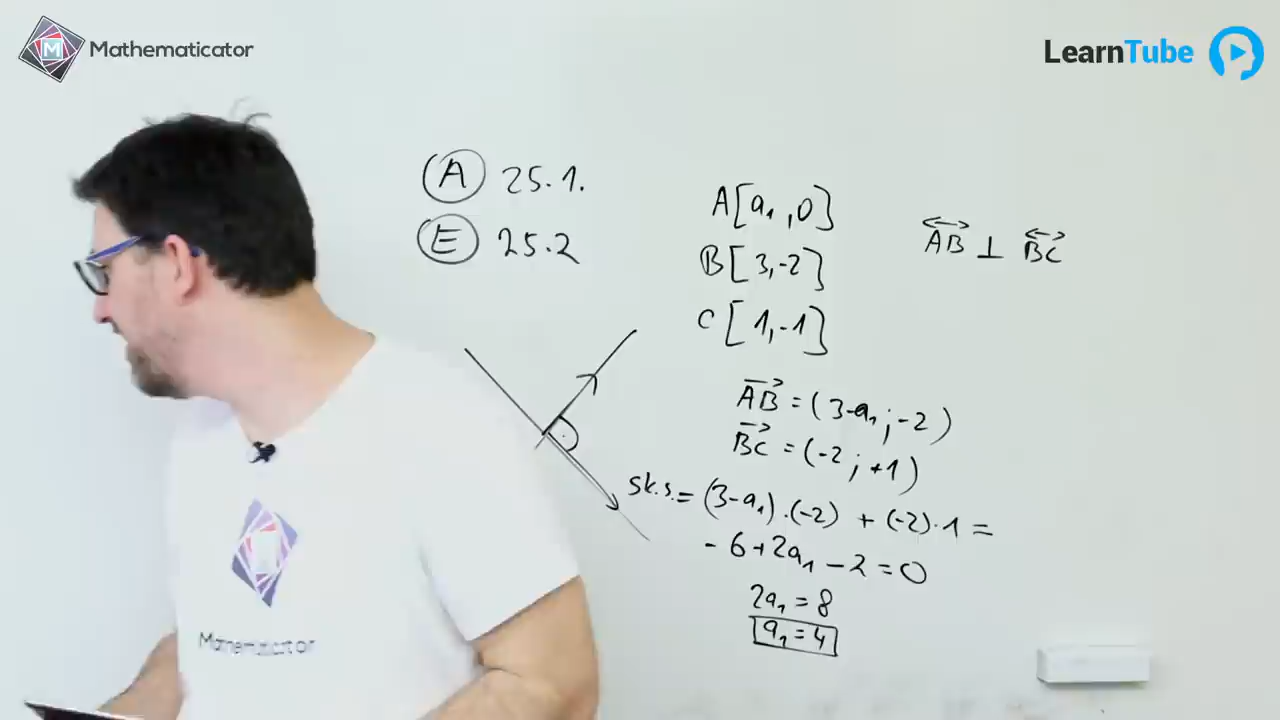 Mathematicator
LearnTube
(A) 25.1.
(E) 25.2
A[a₁,0]
B[3,-2]
C[1,-1]
AB ⊥ BC
AB = (3-a₁;-2)
BC = (-2;+1)
sk.s. = (3-a₁).(-2) + (-2).1 =
-6+2a₁-2=0
2a₁=8
a₁=4
M
Mathematicator